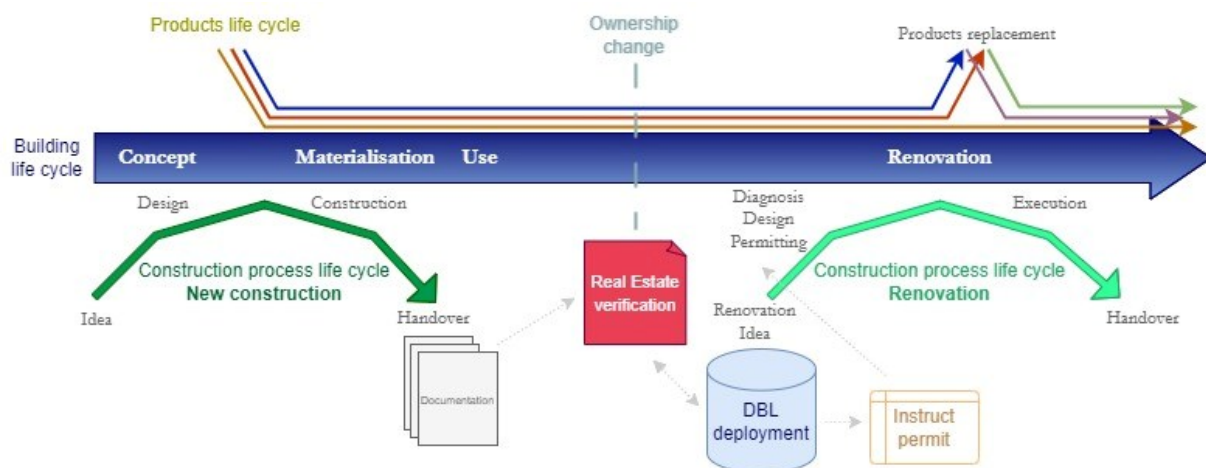 Products life cycle
Ownership
change
Products replacement
Building
life cycle
Concept
Materialisation
Use
Renovation
Design
Construction
Diagnosis
Design
Permitting
Execution
Construction process life cycle
New construction
Real Estate
verification
Construction process life cycle
Renovation
Idea
Handover
Renovation
Idea
Handover
Documentation
DBL
deployment
Instruct
permit